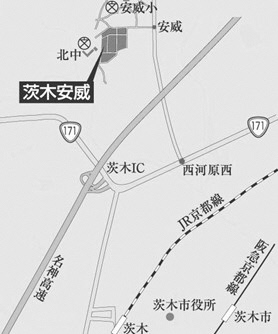 安威小
安威
北中
茨木安威
171
171
茨木IC
西河原西
JR京都線
名神高速
阪急京都線
茨木市役所
茨木
茨木市